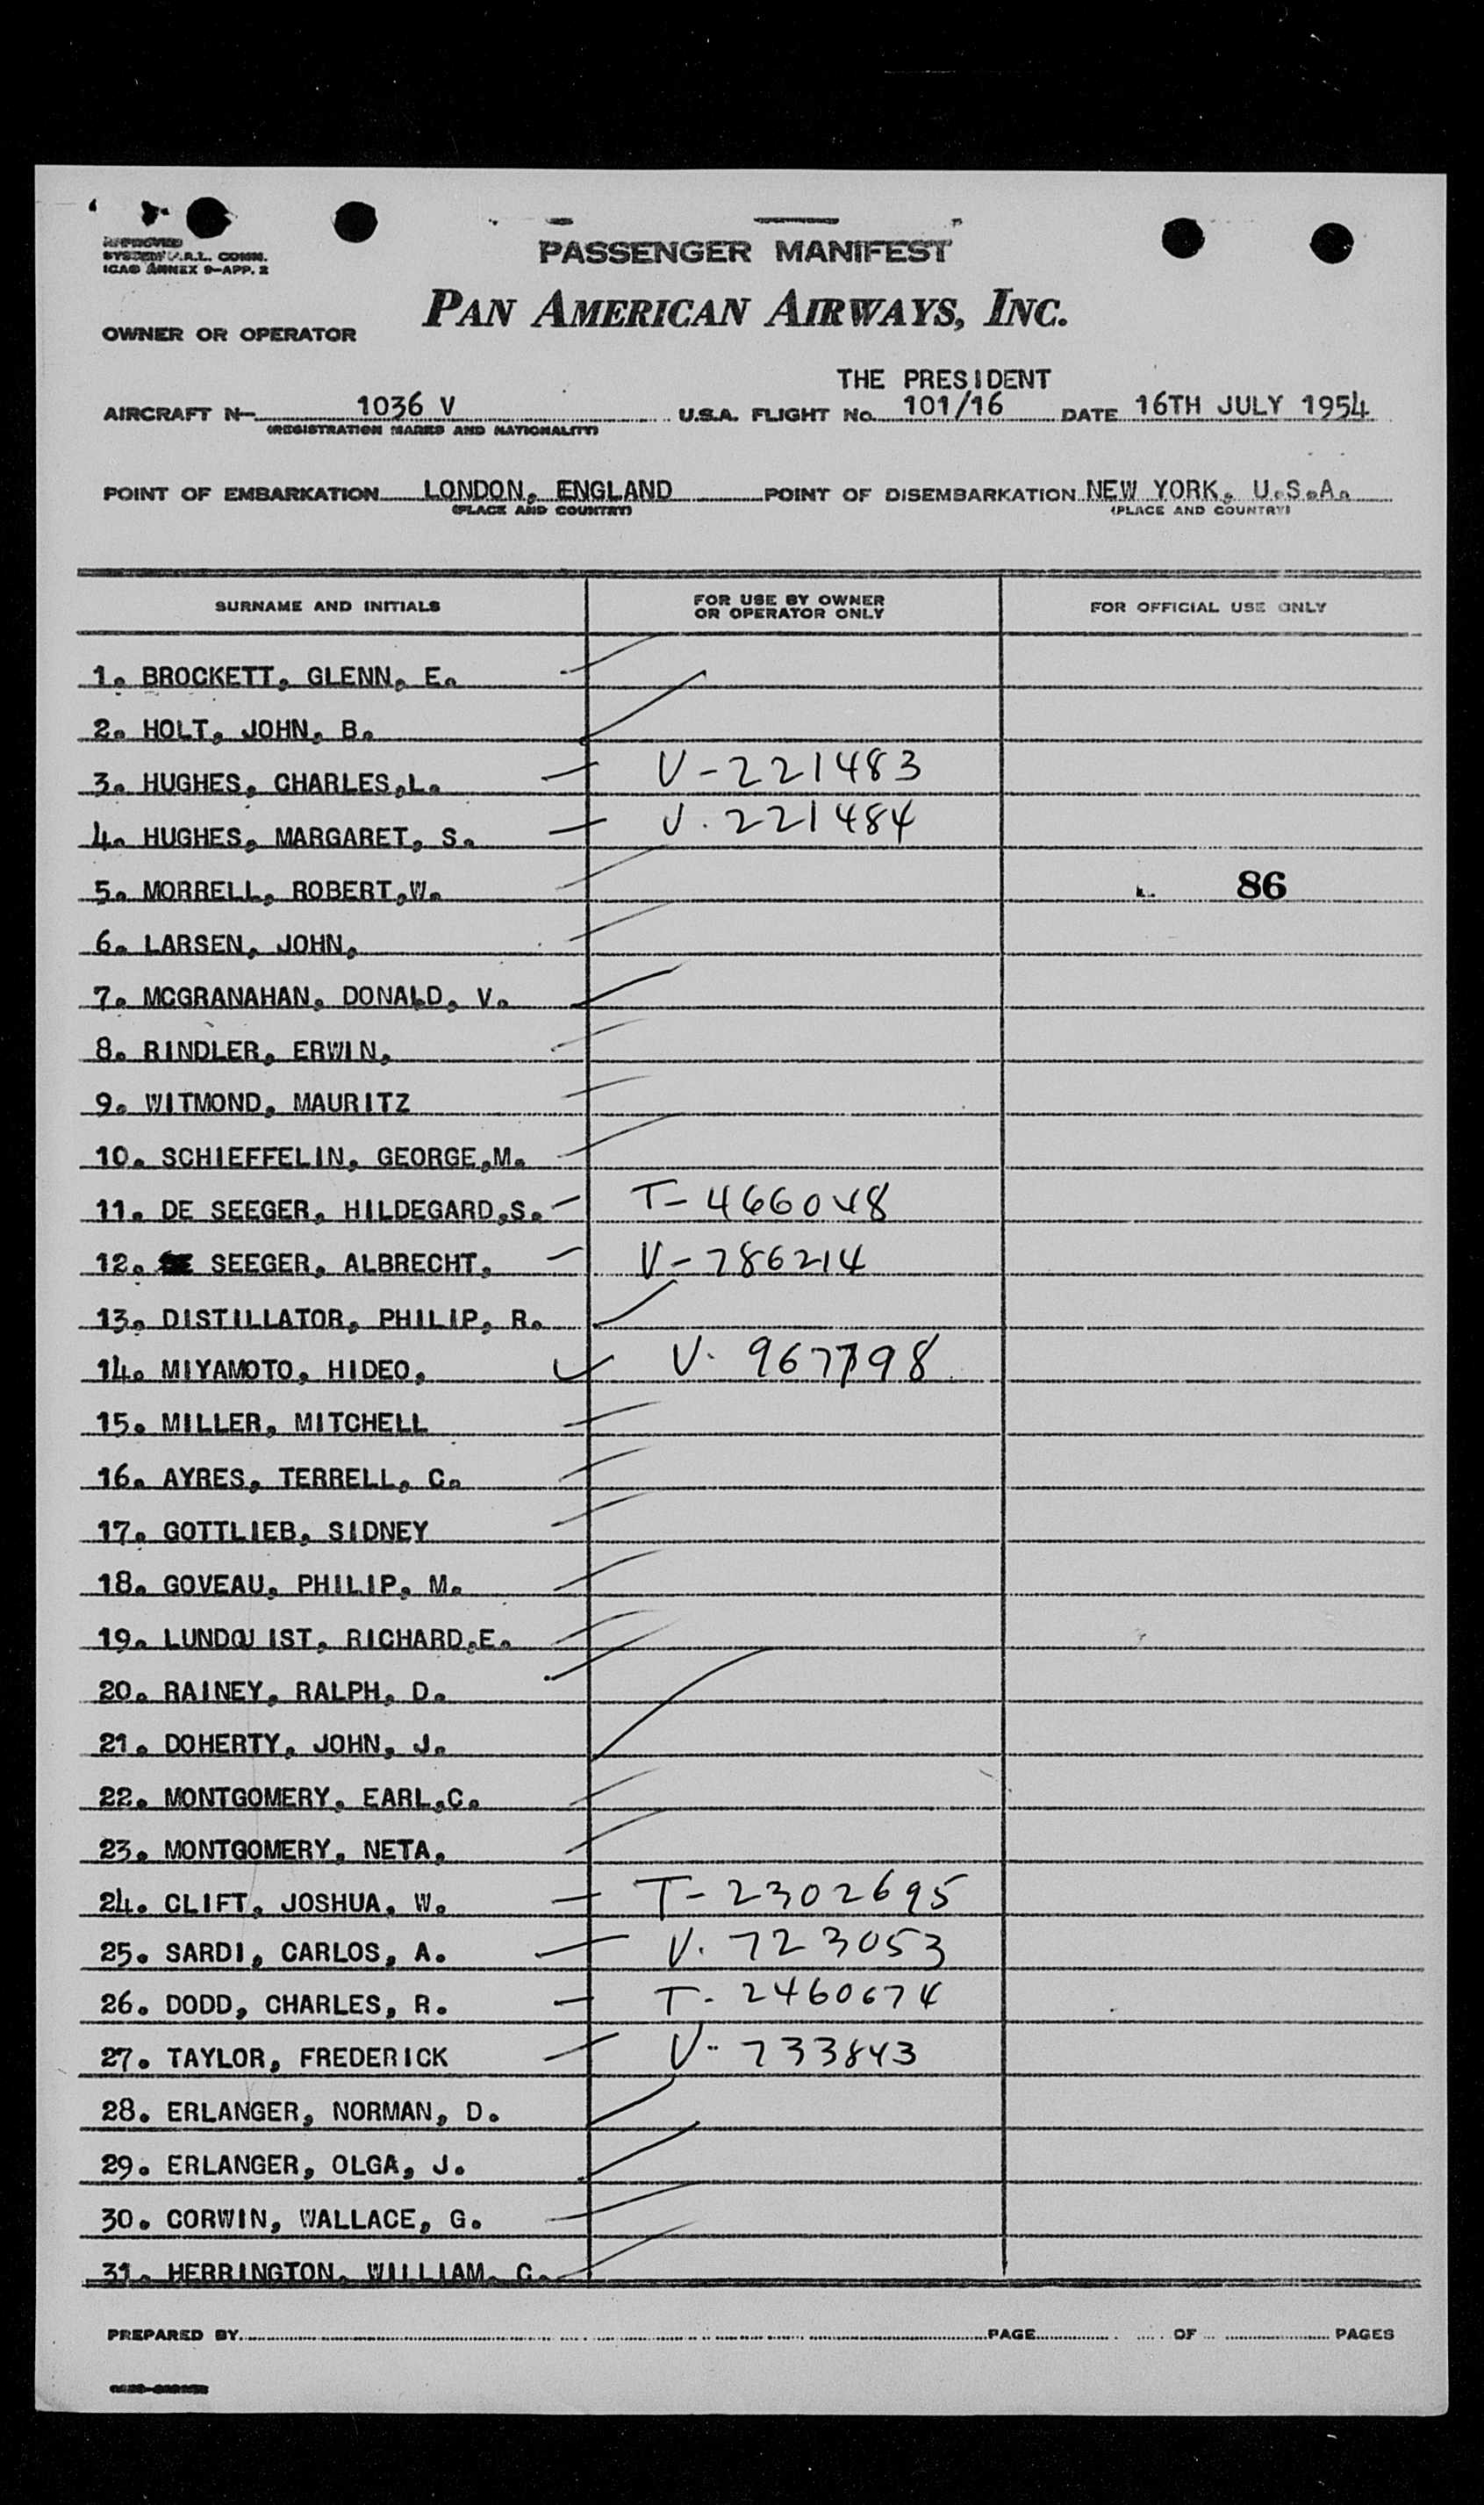 APPROVED
ICAO ANNEX 9-APP. 2
PASSENGER MANIFEST
OWNER OR OPERATOR
PAN AMERICAN AIRWAYS, INC.
THE PRESIDENT
AIRCRAFT N- 1036 V U.S.A. FLIGHT No. 101/16 DATE 16TH JULY 1954
(REGISTRATION MARKS AND NATIONALITY)
POINT OF EMBARKATION LONDON, ENGLAND POINT OF DISEMBARKATION NEW YORK, U.S.A.
(PLACE AND COUNTRY) (PLACE AND COUNTRY)
SURNAME AND INITIALS FOR USE BY OWNER OR OPERATOR ONLY FOR OFFICIAL USE ONLY
1. BROCKETT, GLENN, E.
2. HOLT, JOHN, B.
3. HUGHES, CHARLES,L. V-221483
4. HUGHES, MARGARET, S. V. 221484
5. MORRELL, ROBERT,W. 86
6. LARSEN, JOHN,
7. MCGRANAHAN, DONALD, V.
8. RINDLER, ERWIN,
9. WITMOND, MAURITZ
10. SCHIEFFELIN, GEORGE,M.
11. DE SEEGER, HILDEGARD,S. T-466048
12. SEEGER, ALBRECHT, V-786214
13. DISTILLATOR, PHILIP, R.
14. MIYAMOTO, HIDEO, V. 967798
15. MILLER, MITCHELL
16. AYRES, TERRELL, C.
17. GOTTLIEB, SIDNEY
18. GOVEAU, PHILIP, M.
19. LUNDQUIST, RICHARD,E.
20. RAINEY, RALPH, D.
21. DOHERTY, JOHN, J.
22. MONTGOMERY, EARL,C.
23. MONTGOMERY, NETA,
24. CLIFT, JOSHUA, W. T-2302695
25. SARDI, CARLOS, A. V. 723053
26. DODD, CHARLES, R. T. 2460674
27. TAYLOR, FREDERICK V- 733843
28. ERLANGER, NORMAN, D.
29. ERLANGER, OLGA, J.
30. CORWIN, WALLACE, G.
31. HERRINGTON, WILLIAM, C.
PREPARED BY PAGE OF PAGES